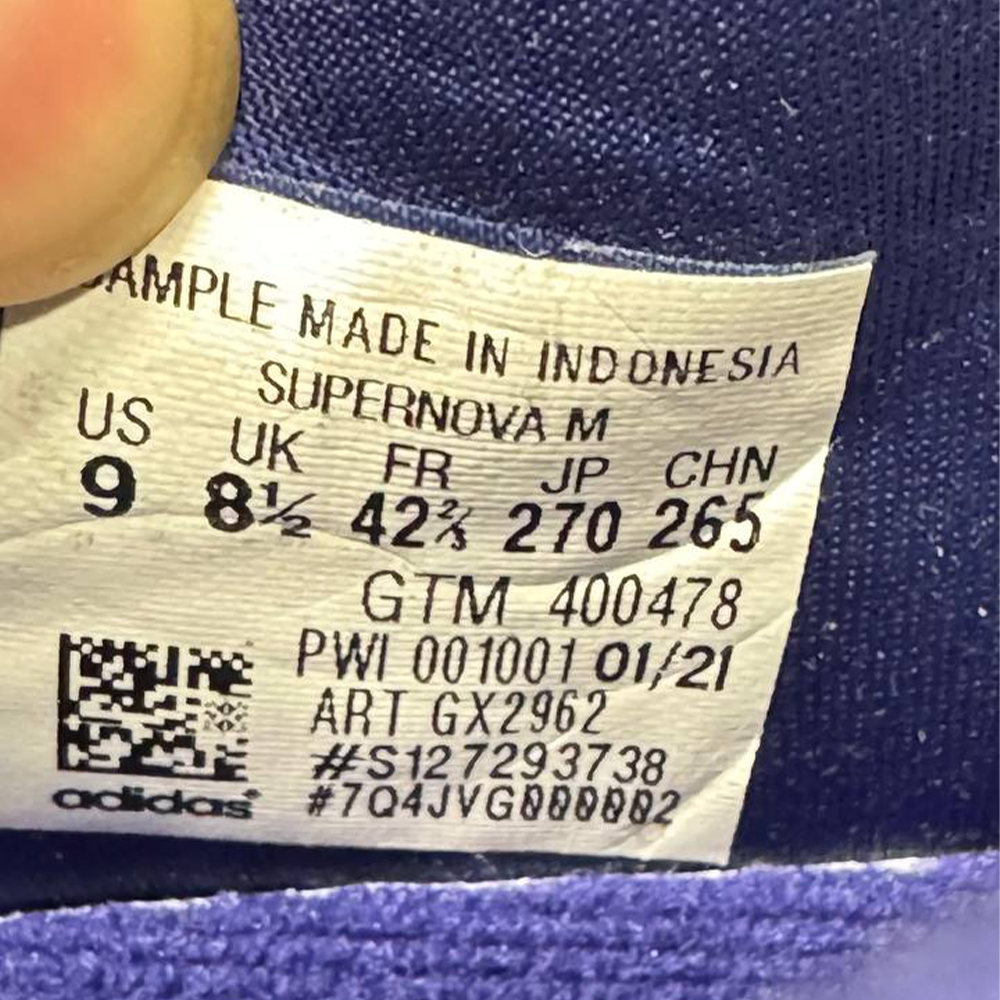 SAMPLE MADE IN INDONESIA
SUPERNOVA M
US UK FR JP CHN
9 8½ 42⅔ 270 265
GTM 400478
PWI 001001 01/21
ART GX2962
#S127293738
#7Q4JVG000002
adidas